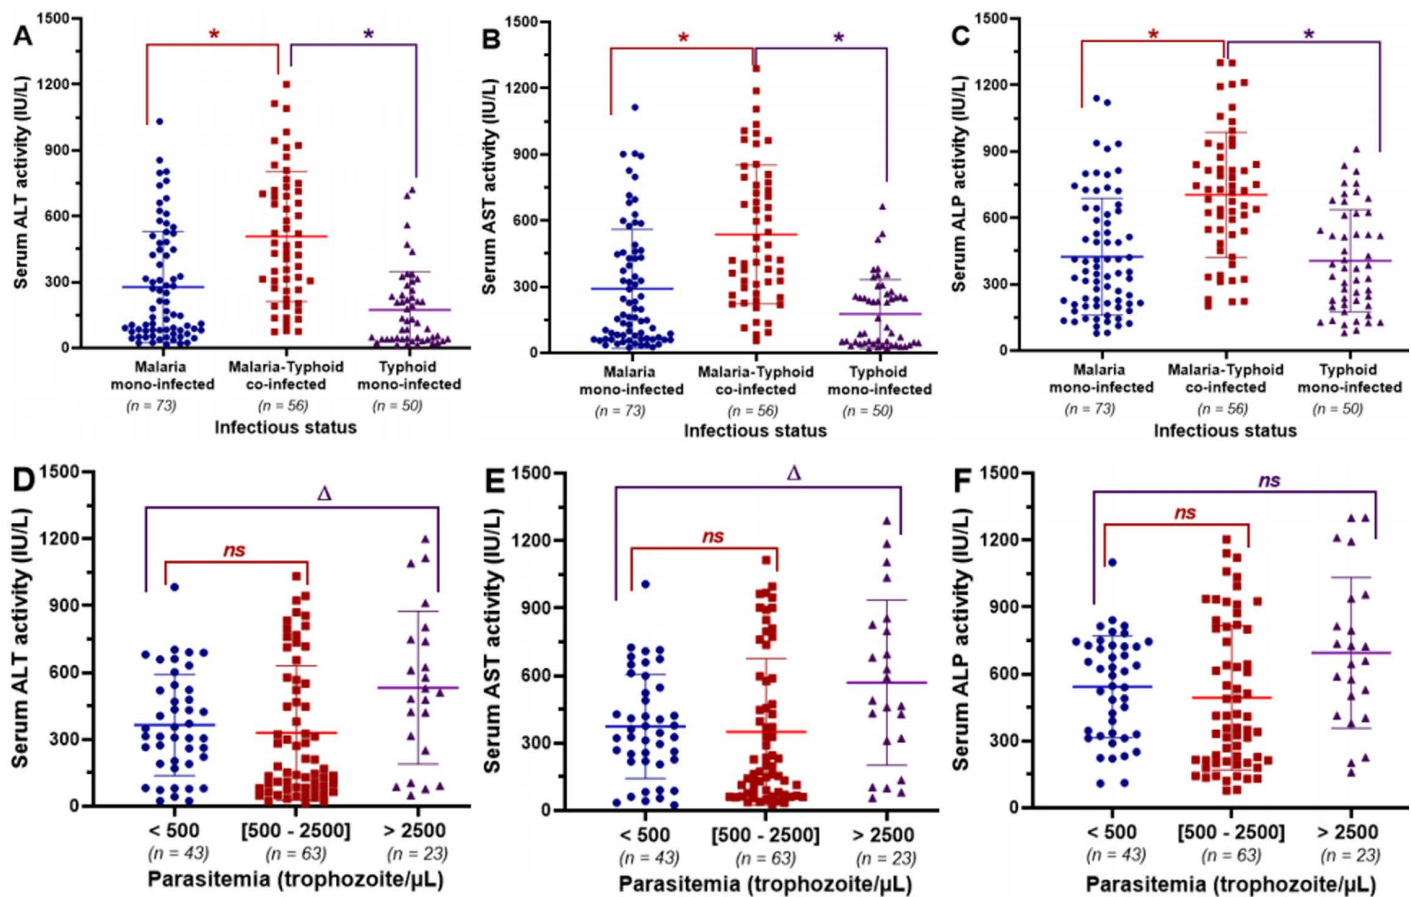 A
Serum ALT activity (IU/L)
1500
1200
900
600
300
0
*
*
Malaria
mono-infected
(n = 73)
Malaria-Typhoid
co-infected
(n = 56)
Typhoid
mono-infected
(n = 50)
Infectious status
B
Serum AST activity (IU/L)
1500
1200
900
600
300
0
*
*
Malaria
mono-infected
(n = 73)
Malaria-Typhoid
co-infected
(n = 56)
Typhoid
mono-infected
(n = 50)
Infectious status
C
Serum ALP activity (IU/L)
1500
1200
900
600
300
0
*
*
Malaria
mono-infected
(n = 73)
Malaria-Typhoid
co-infected
(n = 56)
Typhoid
mono-infected
(n = 50)
Infectious status
D
Serum ALT activity (IU/L)
1500
1200
900
600
300
0
Δ
ns
< 500
(n = 43)
[500 - 2500]
(n = 63)
> 2500
(n = 23)
Parasitemia (trophozoite/µL)
E
Serum AST activity (IU/L)
1500
1200
900
600
300
0
Δ
ns
< 500
(n = 43)
[500 - 2500]
(n = 63)
> 2500
(n = 23)
Parasitemia (trophozoite/µL)
F
Serum ALP activity (IU/L)
1500
1200
900
600
300
0
ns
ns
< 500
(n = 43)
[500 - 2500]
(n = 63)
> 2500
(n = 23)
Parasitemia (trophozoite/µL)